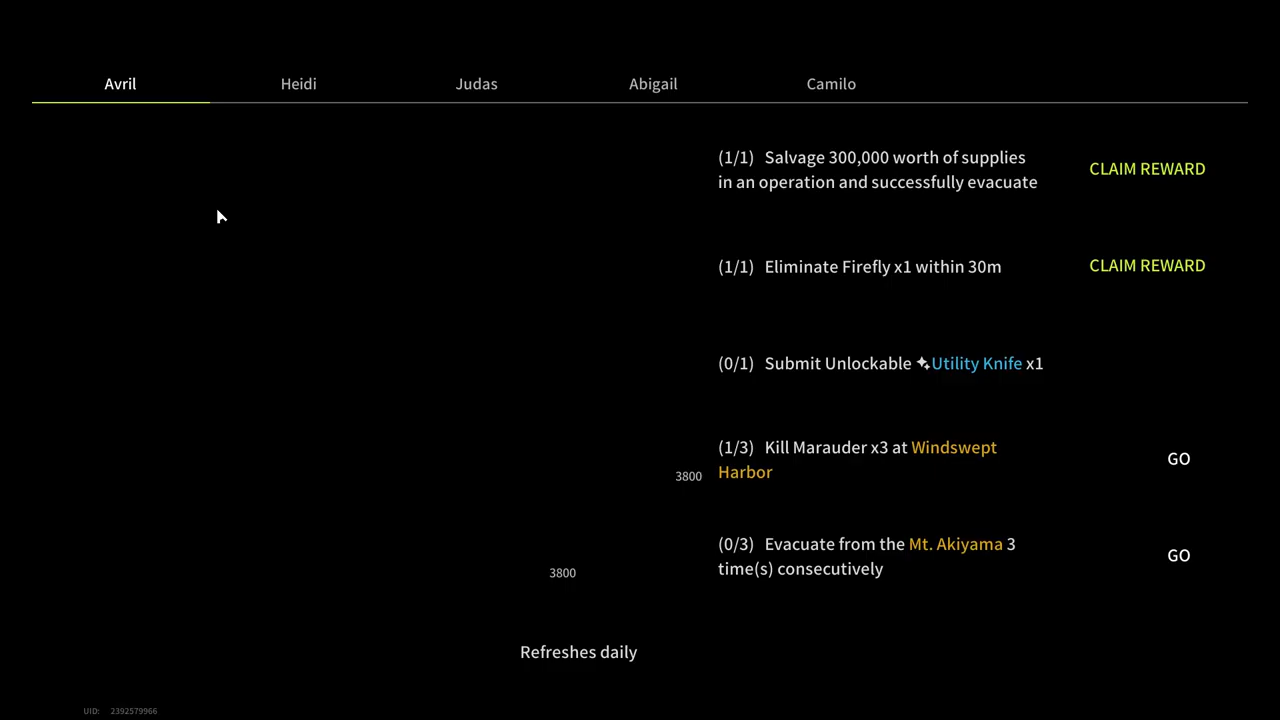 Avril
Heidi
Judas
Abigail
Camilo
(1/1) Salvage 300,000 worth of supplies
in an operation and successfully evacuate
CLAIM REWARD
(1/1) Eliminate Firefly x1 within 30m
CLAIM REWARD
(0/1) Submit Unlockable Utility Knife x1
(1/3) Kill Marauder x3 at Windswept
Harbor
GO
3800
(0/3) Evacuate from the Mt. Akiyama 3
time(s) consecutively
GO
3800
Refreshes daily
UID: 2392579966